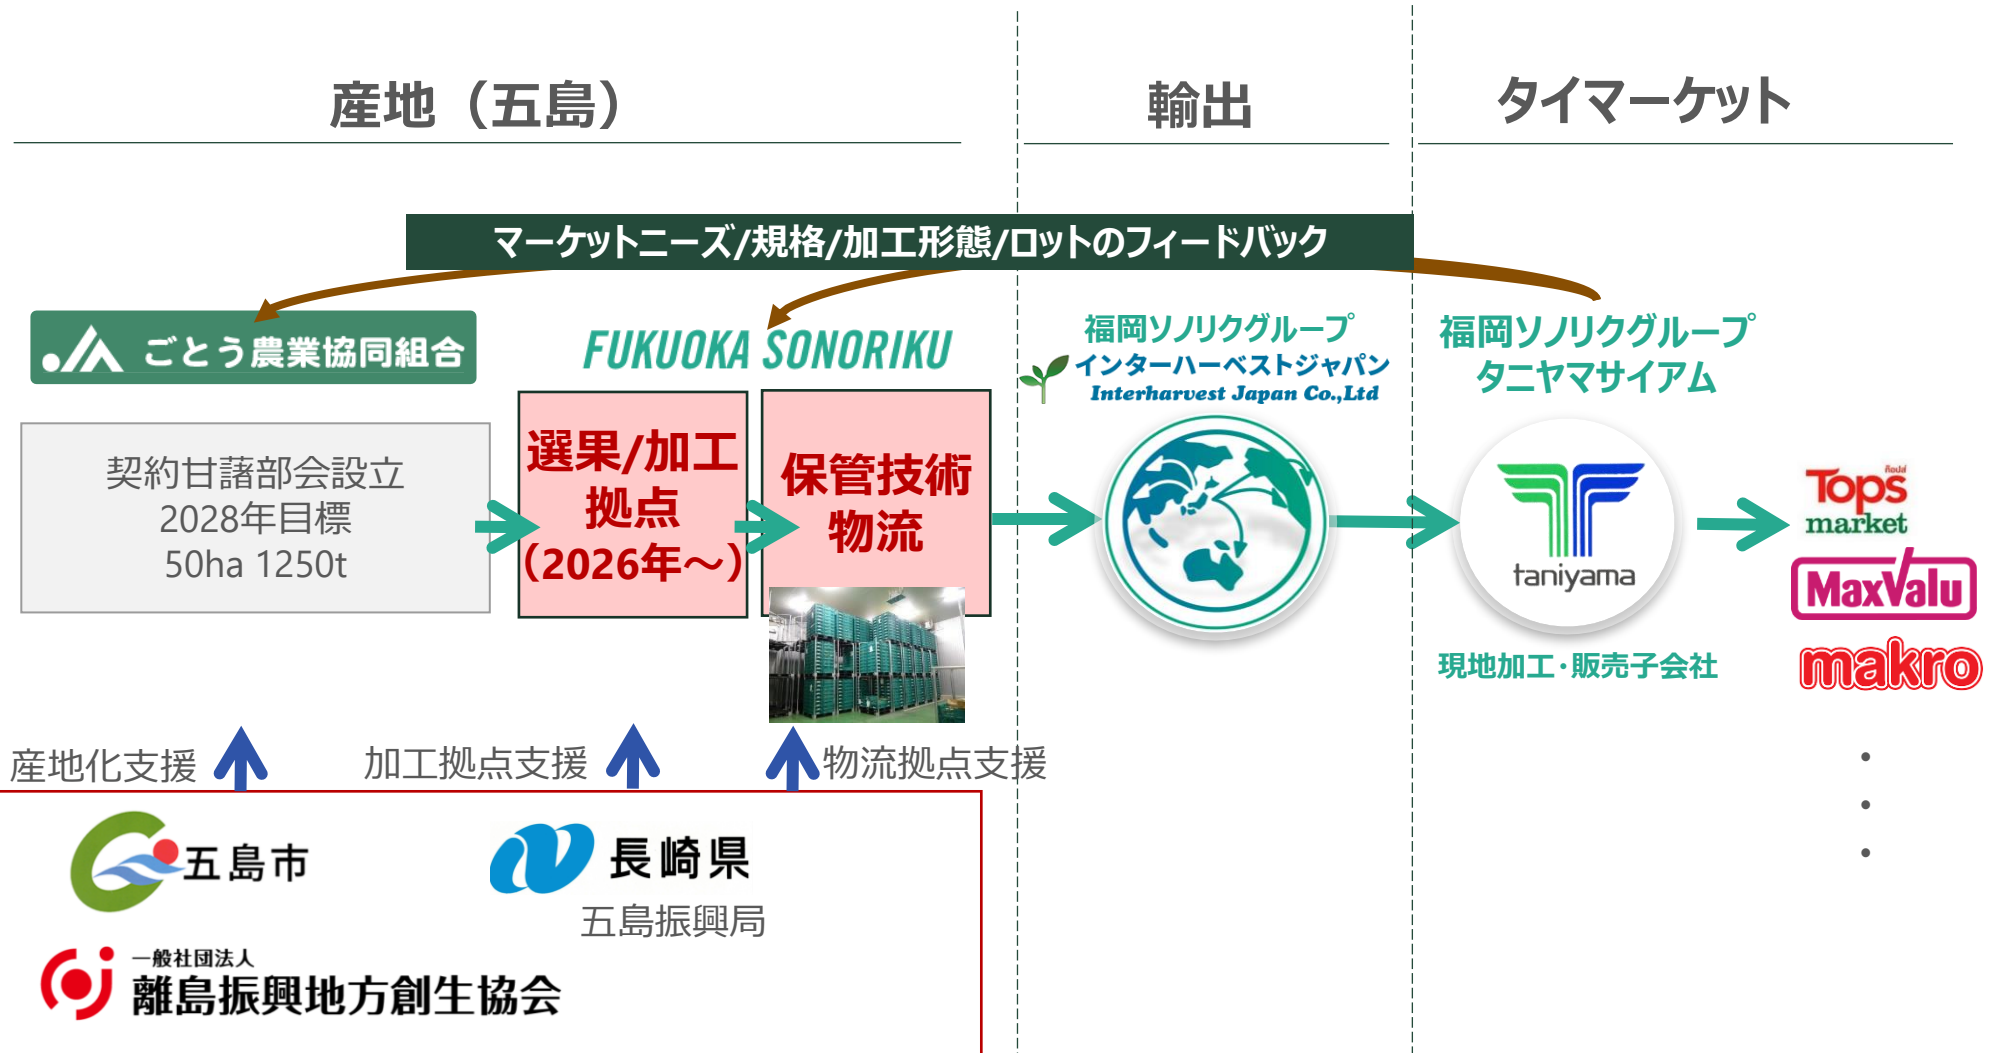 産地（五島）
輸出
タイマーケット
マーケットニーズ/規格/加工形態/ロットのフィードバック
ごとう農業協同組合
FUKUOKA SONORIKU
福岡ソノリクグループ
インターハーベストジャパン
Interharvest Japan Co.,Ltd
福岡ソノリクグループ
タニヤマサイアム
契約甘藷部会設立
2028年目標
50ha 1250t
選果/加工
拠点
（2026年～）
保管技術
物流
taniyama
現地加工・販売子会社
ท็อปส์
Tops
market
MaxValu
makro
・
・
・
産地化支援
加工拠点支援
物流拠点支援
五島市
長崎県
五島振興局
一般社団法人
離島振興地方創生協会